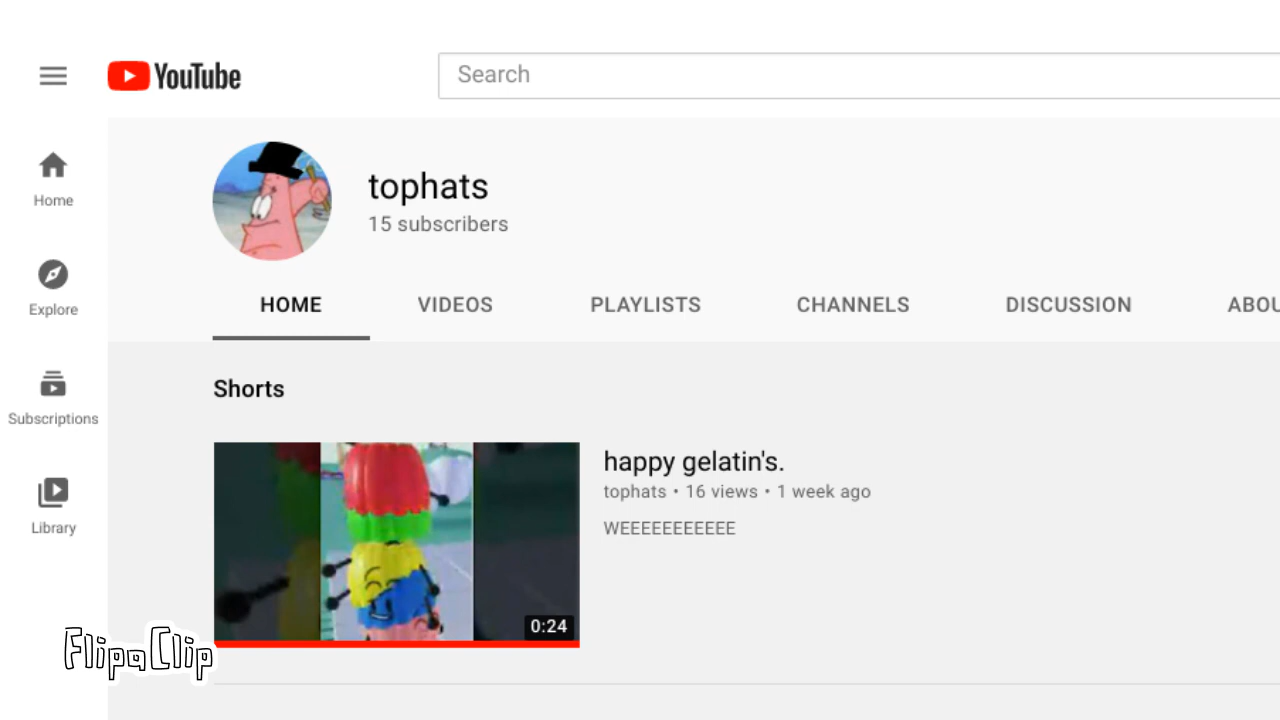 YouTube
Search
Home
Explore
Subscriptions
Library
tophats
15 subscribers
HOME VIDEOS PLAYLISTS CHANNELS DISCUSSION ABOU
Shorts
happy gelatin's.
tophats • 16 views • 1 week ago
WEEEEEEEEEEE
0:24
FlipaClip